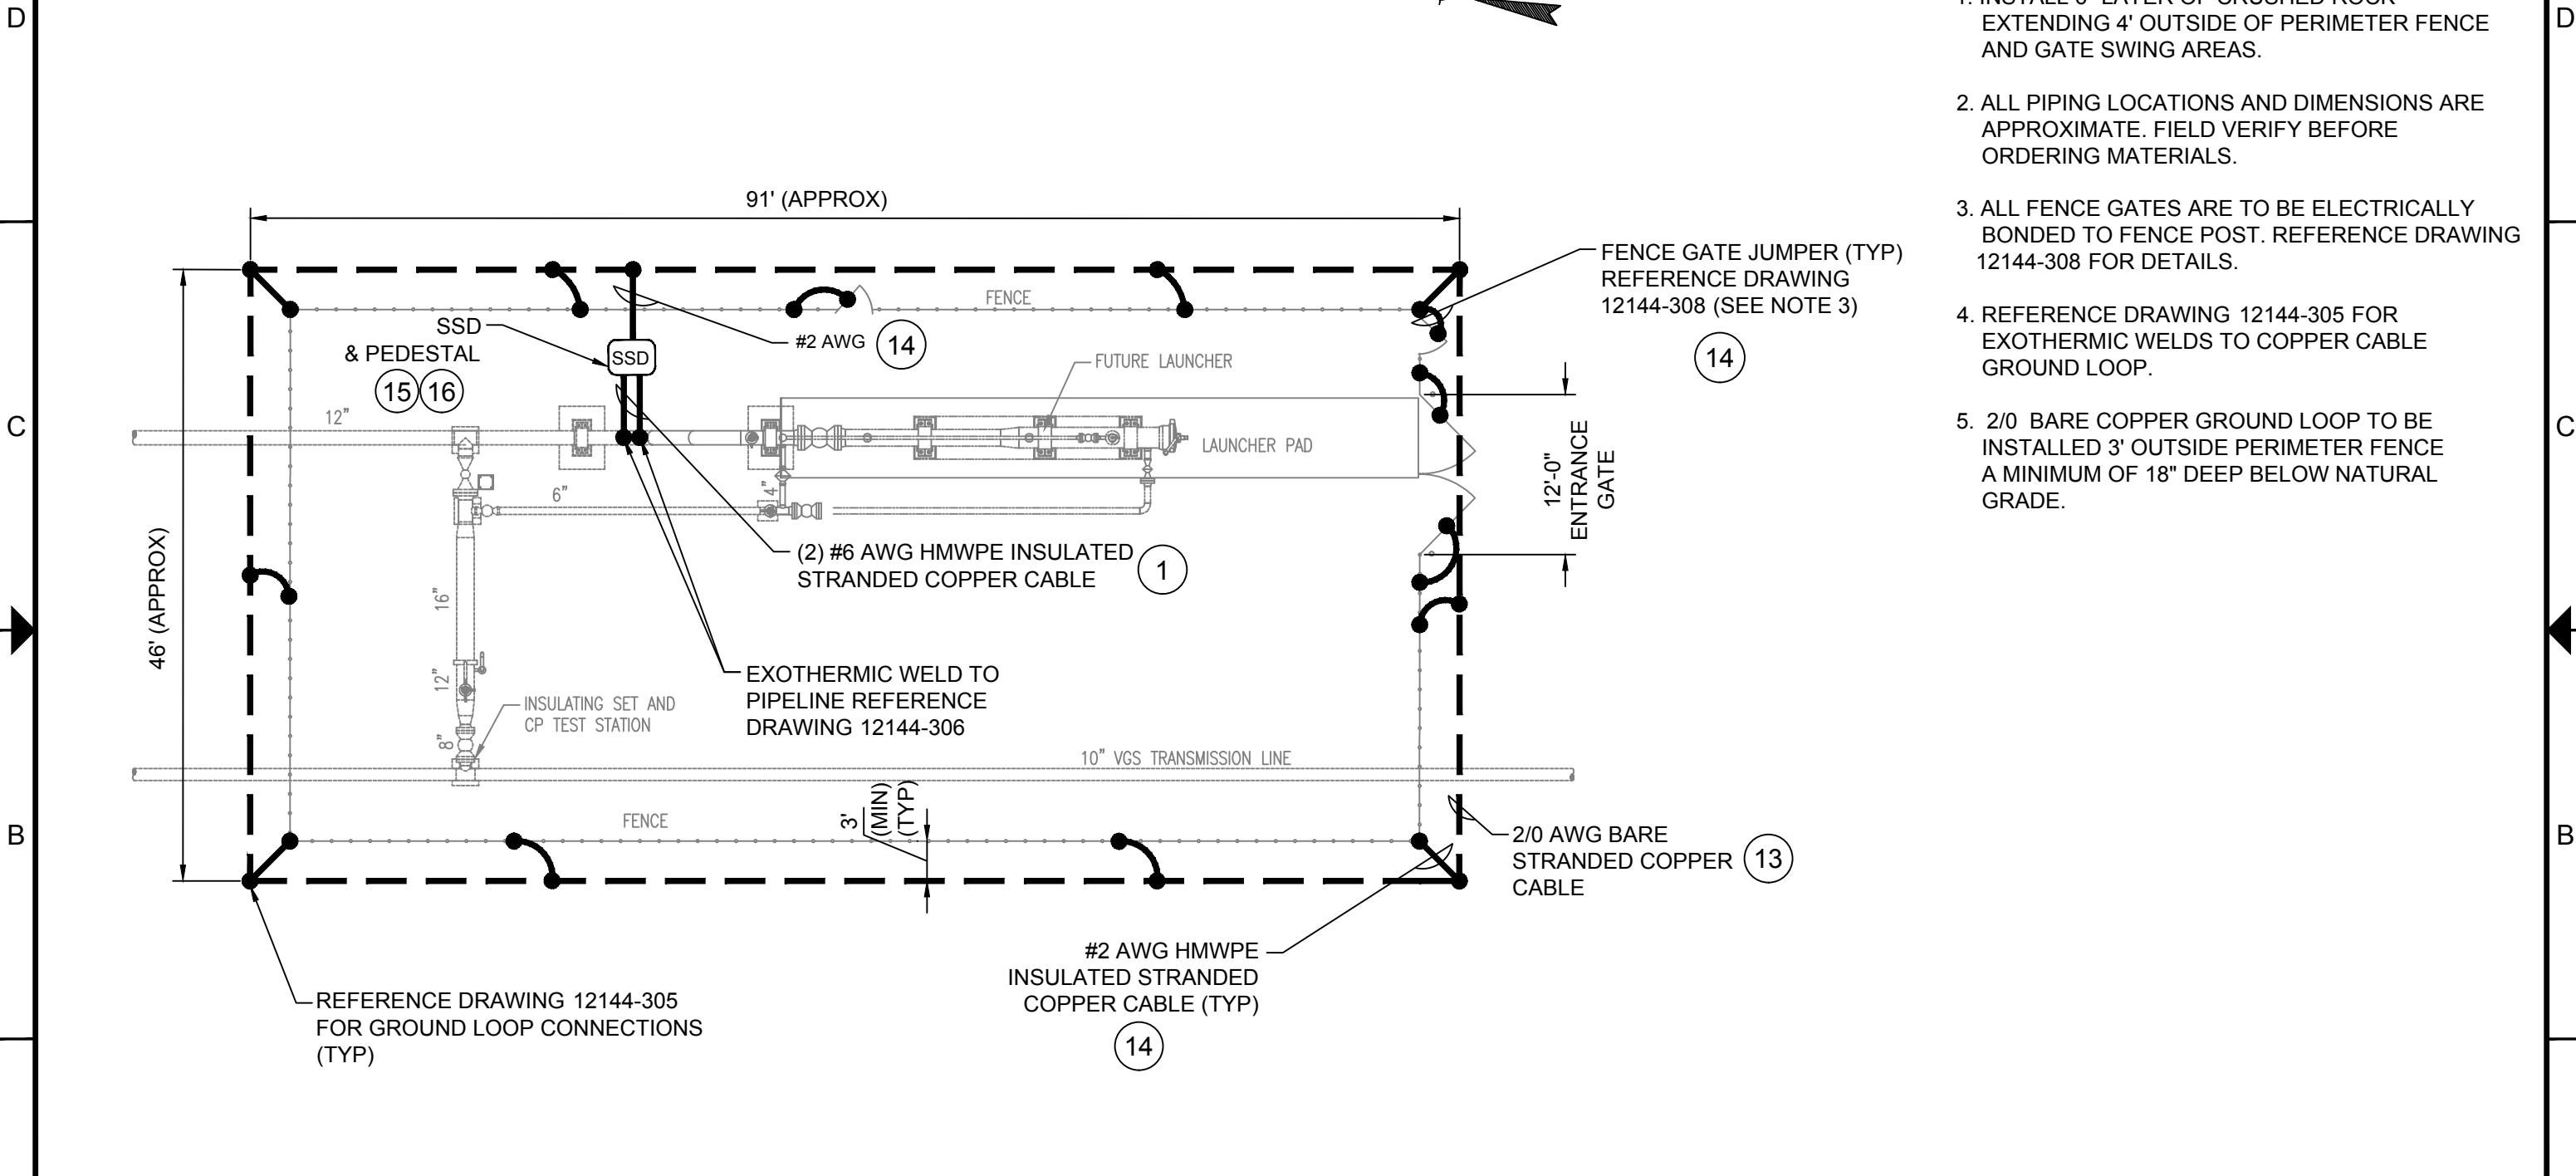 D
D
P
1. INSTALL 6" LAYER OF CRUSHED ROCK
EXTENDING 4' OUTSIDE OF PERIMETER FENCE
AND GATE SWING AREAS.
2. ALL PIPING LOCATIONS AND DIMENSIONS ARE
APPROXIMATE. FIELD VERIFY BEFORE
ORDERING MATERIALS.
3. ALL FENCE GATES ARE TO BE ELECTRICALLY
BONDED TO FENCE POST. REFERENCE DRAWING
12144-308 FOR DETAILS.
4. REFERENCE DRAWING 12144-305 FOR
EXOTHERMIC WELDS TO COPPER CABLE
GROUND LOOP.
5. 2/0 BARE COPPER GROUND LOOP TO BE
INSTALLED 3' OUTSIDE PERIMETER FENCE
A MINIMUM OF 18" DEEP BELOW NATURAL
GRADE.
91' (APPROX)
FENCE GATE JUMPER (TYP)
REFERENCE DRAWING
12144-308 (SEE NOTE 3)
14
FENCE
SSD
& PEDESTAL
15 16
SSD
#2 AWG 14
FUTURE LAUNCHER
C
C
12"
LAUNCHER PAD
12'-0"
ENTRANCE
GATE
6"
4"
46' (APPROX)
(2) #6 AWG HMWPE INSULATED
STRANDED COPPER CABLE 1
16"
12"
8"
EXOTHERMIC WELD TO
PIPELINE REFERENCE
DRAWING 12144-306
INSULATING SET AND
CP TEST STATION
10" VGS TRANSMISSION LINE
FENCE
3'
(MIN)
(TYP)
B
B
2/0 AWG BARE
STRANDED COPPER 13
CABLE
#2 AWG HMWPE
INSULATED STRANDED
COPPER CABLE (TYP)
14
REFERENCE DRAWING 12144-305
FOR GROUND LOOP CONNECTIONS
(TYP)